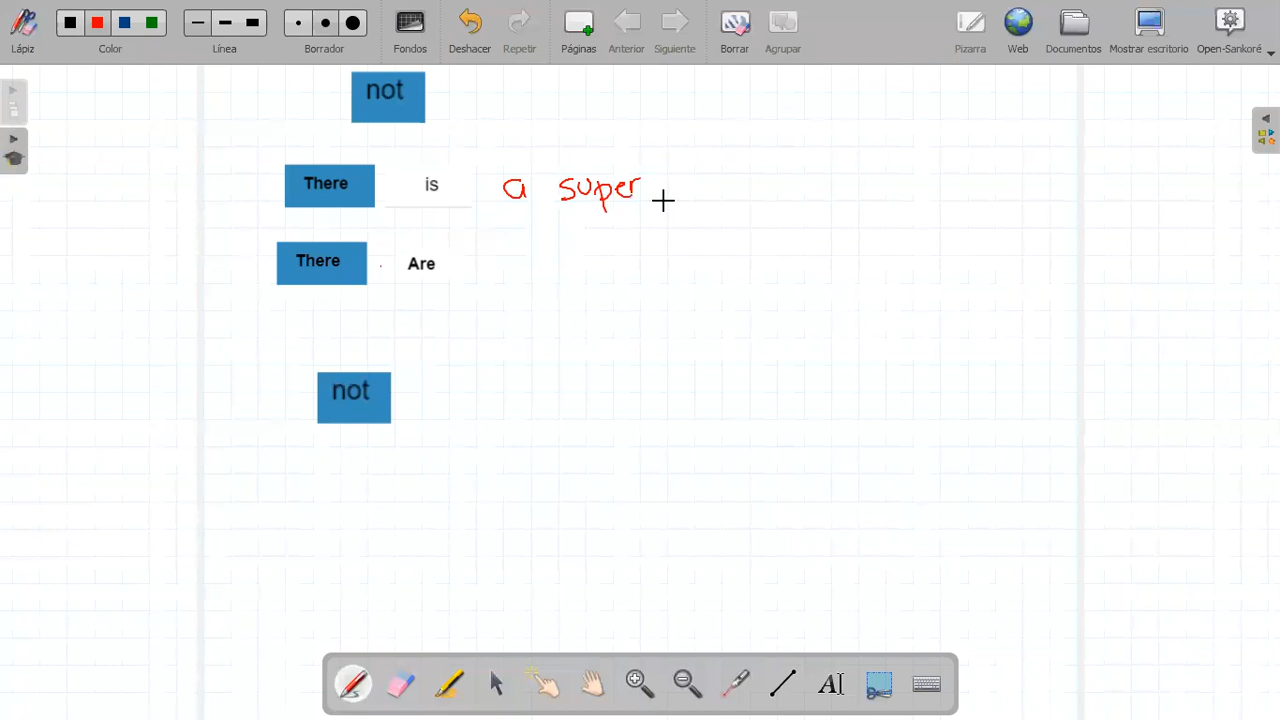 Lápiz Color Línea Borrador Fondos Deshacer Repetir Páginas Anterior Siguiente Borrar Agrupar Pizarra Web Documentos Mostrar escritorio Open-Sankoré
not
There is a super
There Are
not
A